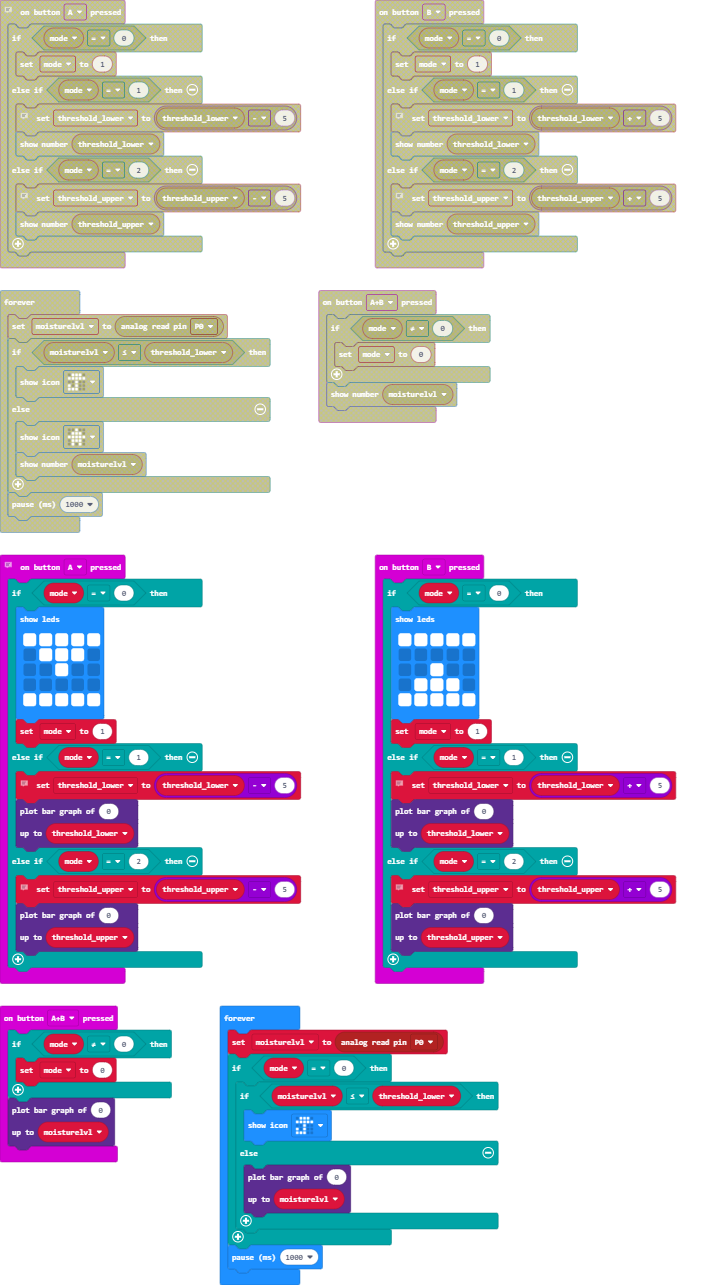 on button A pressed
if mode = 0 then
set mode to 1
else if mode = 1 then
set threshold_lower to threshold_lower - 5
show number threshold_lower
else if mode = 2 then
set threshold_upper to threshold_upper - 5
show number threshold_upper
on button B pressed
if mode = 0 then
set mode to 1
else if mode = 1 then
set threshold_lower to threshold_lower + 5
show number threshold_lower
else if mode = 2 then
set threshold_upper to threshold_upper + 5
show number threshold_upper
forever
set moisturelvl to analog read pin P0
if moisturelvl ≤ threshold_lower then
show icon
else
show icon
show number moisturelvl
pause (ms) 1000
on button A+B pressed
if mode ≠ 0 then
set mode to 0
show number moisturelvl
on button A pressed
if mode = 0 then
show leds
set mode to 1
else if mode = 1 then
set threshold_lower to threshold_lower - 5
plot bar graph of 0
up to threshold_lower
else if mode = 2 then
set threshold_upper to threshold_upper - 5
plot bar graph of 0
up to threshold_upper
on button B pressed
if mode = 0 then
show leds
set mode to 1
else if mode = 1 then
set threshold_lower to threshold_lower + 5
plot bar graph of 0
up to threshold_lower
else if mode = 2 then
set threshold_upper to threshold_upper + 5
plot bar graph of 0
up to threshold_upper
on button A+B pressed
if mode ≠ 0 then
set mode to 0
plot bar graph of 0
up to moisturelvl
forever
set moisturelvl to analog read pin P0
if mode = 0 then
if moisturelvl ≤ threshold_lower then
show icon
else
plot bar graph of 0
up to moisturelvl
pause (ms) 1000